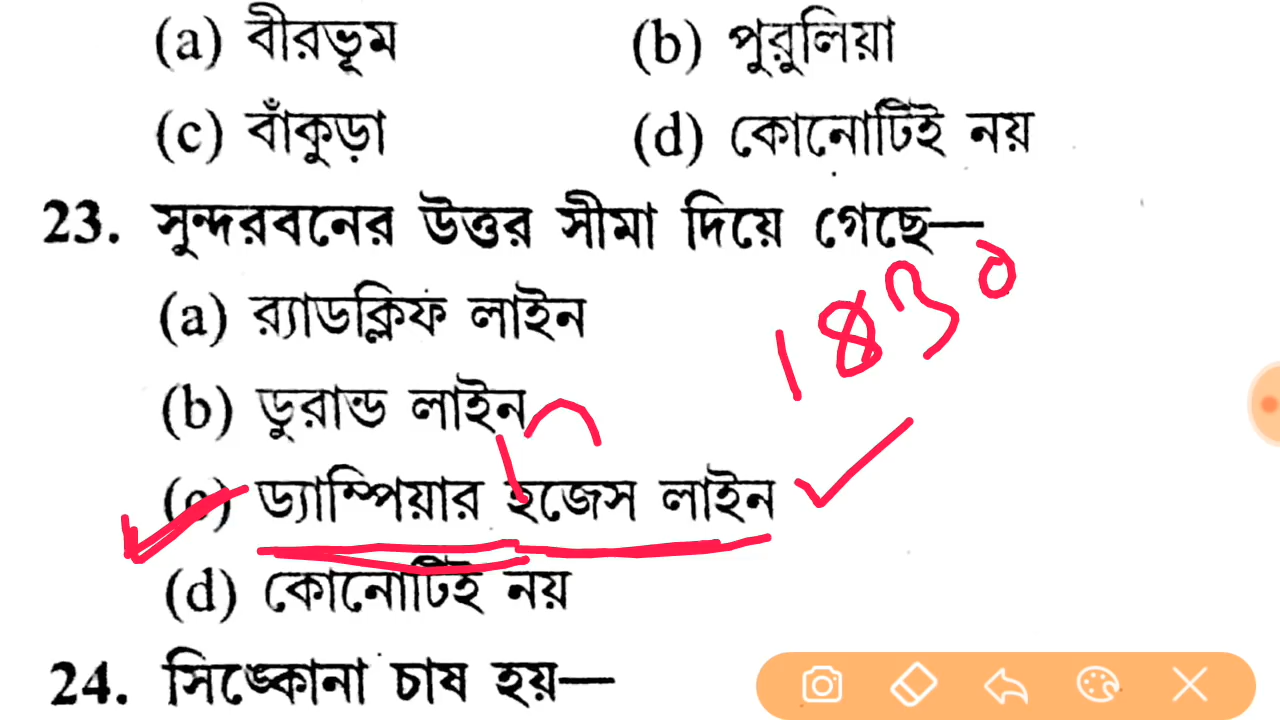 (a) বীরভূম (b) পুরুলিয়া
(c) বাঁকুড়া (d) কোনোটিই নয়
23. সুন্দরবনের উত্তর সীমা দিয়ে গেছে—
1830
(a) র‍্যাডক্লিফ লাইন
(b) ডুরান্ড লাইন
(c) ড্যাম্পিয়ার হজেস লাইন
(d) কোনোটিই নয়
24. সিঙ্কোনা চাষ হয়—